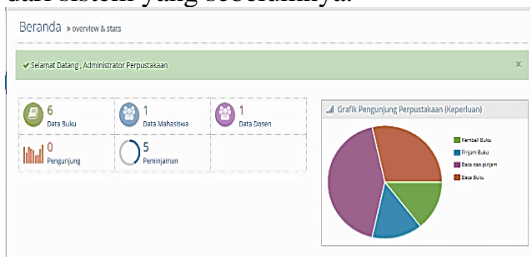 dari sistem yang sebelumnya.
Beranda » overview & stats
Selamat Datang , Administrator Perpustakaan
×
6
Data Buku
1
Data Mahasiswa
1
Data Dosen
0
Pengunjung
5
Peminjaman
Grafik Pengunjung Perpustakaan (Keperluan)
Kembali Buku
Pinjam Buku
Baca dan pinjam
Baca Buku